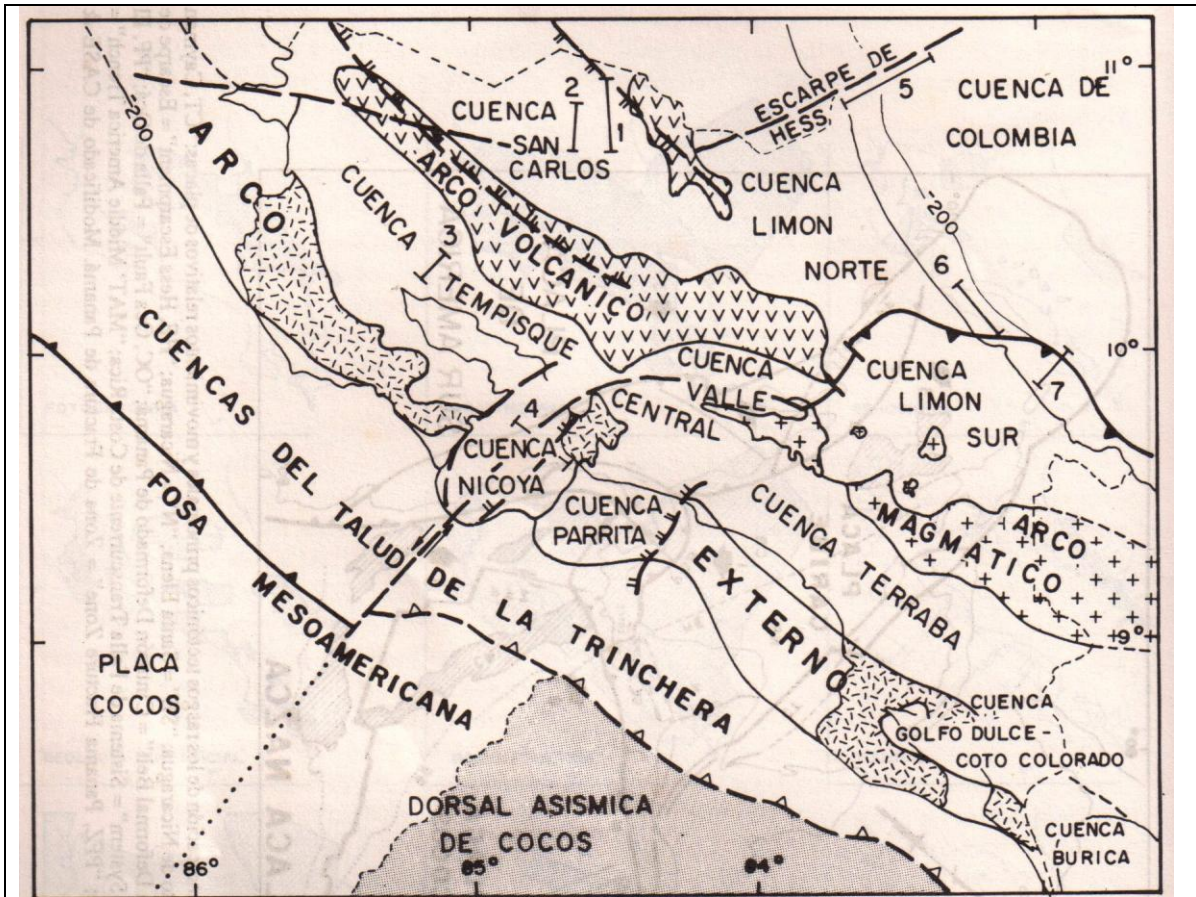 11°
ESCARPE DE
HESS
5
CUENCA DE
COLOMBIA
CUENCA
2
1
SAN
CARLOS
-200
ARCO
CUENCA
TEMPISQUE
3
ARCO VOLCANICO
CUENCA
LIMON
NORTE
-200
6
10°
CUENCA
VALLE
CENTRAL
CUENCA
LIMON
SUR
7
CUENCAS DEL TALUD DE LA TRINCHERA
4
CUENCA
NICOYA
CUENCA
PARRITA
FOSA
MESOAMERICANA
EXTERNO
CUENCA
TERRABA
ARCO
MAGMATICO
9°
PLACA
COCOS
CUENCA
GOLFO DULCE-
COTO COLORADO
DORSAL ASISMICA
DE COCOS
CUENCA
BURICA
86°
85°
84°